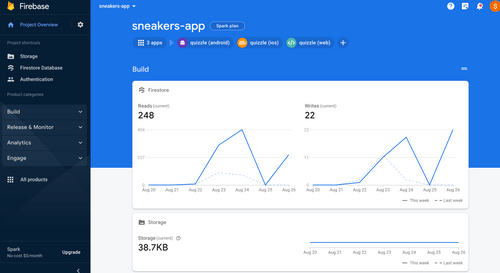 Firebase
sneakers-app
S
Project Overview
sneakers-app
Spark plan
Project shortcuts
3 apps
quizzle (android)
quizzle (ios)
quizzle (web)
Storage
Firestore Database
Authentication
Product categories
Build
Release & Monitor
Analytics
Engage
All products
Spark
No cost $0/month
Upgrade
Build
Firestore
Reads (current)
248
454
227
0
Aug 20 Aug 21 Aug 22 Aug 23 Aug 24 Aug 25 Aug 26
This week Last week
Writes (current)
22
22
11
0
Aug 20 Aug 21 Aug 22 Aug 23 Aug 24 Aug 25 Aug 26
This week Last week
Storage
Storage (current)
38.7KB
Aug 20 Aug 21 Aug 22 Aug 23 Aug 24 Aug 25 Aug 26
This week Last week